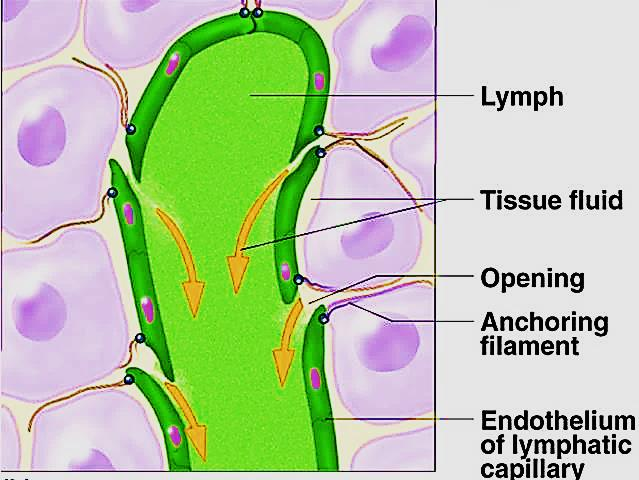 Lymph
Tissue fluid
Opening
Anchoring
filament
Endothelium
of lymphatic
capillary